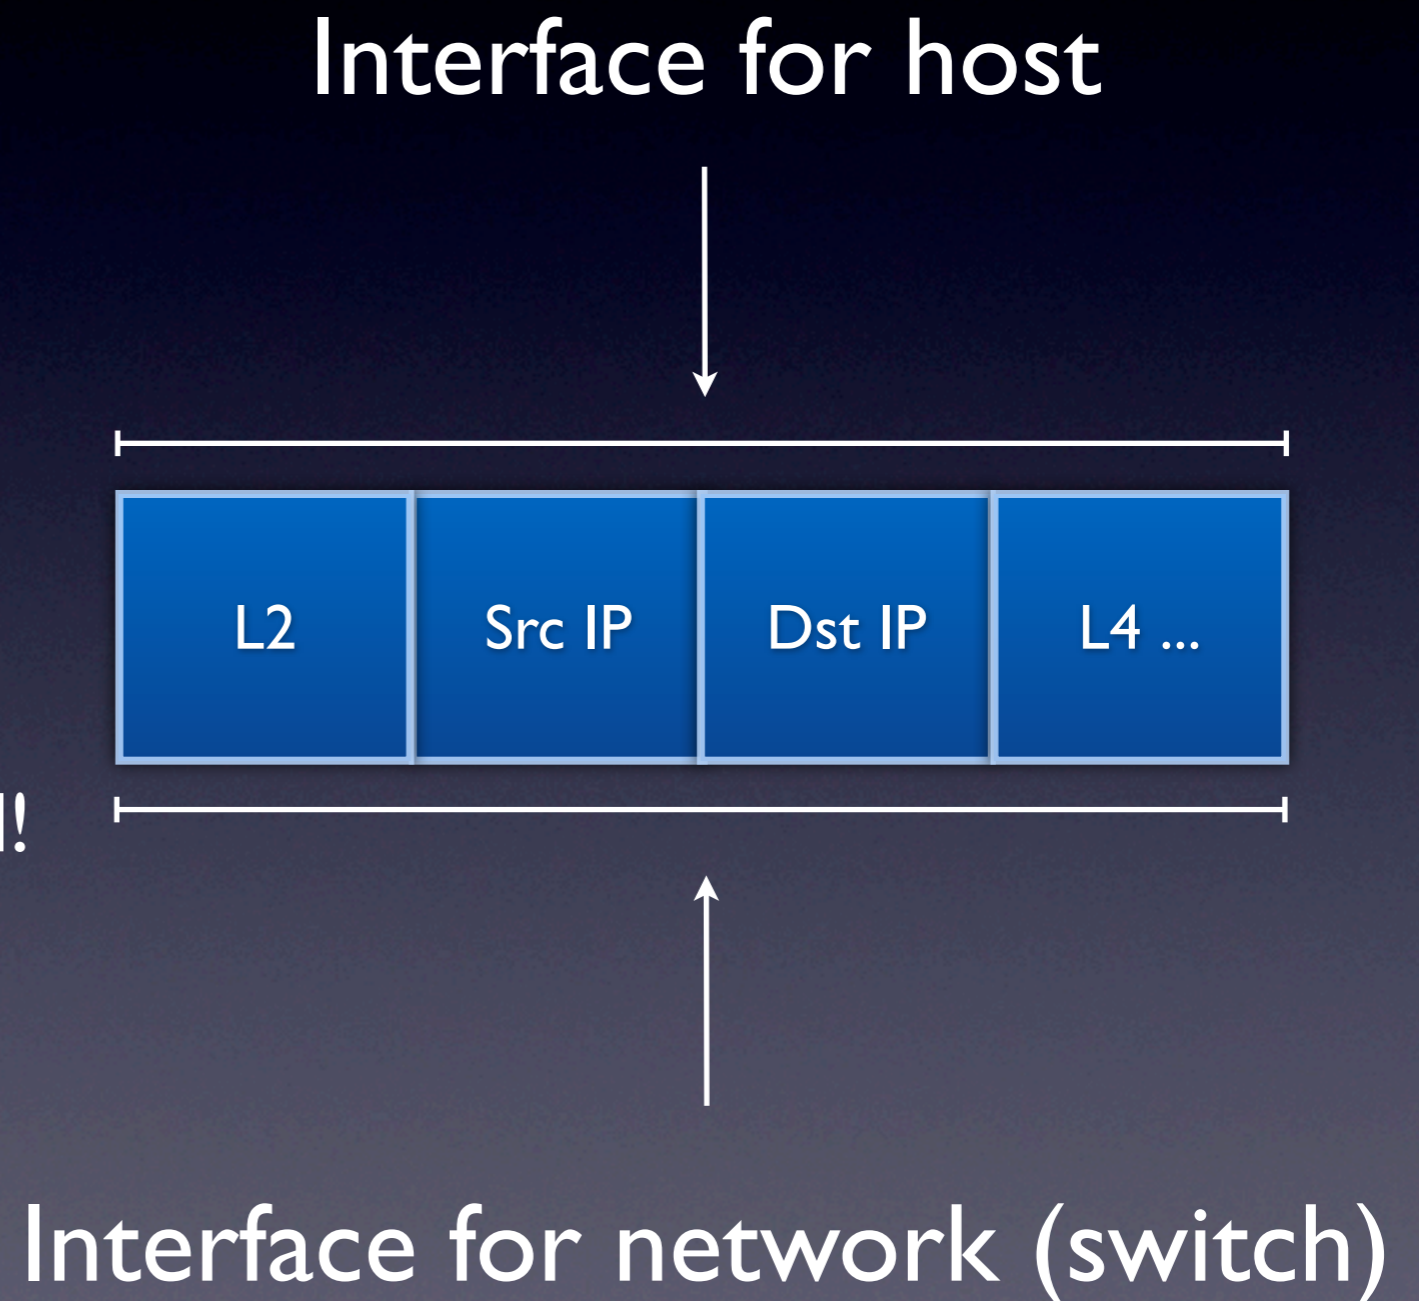 Interface for host
L2 Src IP Dst IP L4 ...
Interface for network (switch)